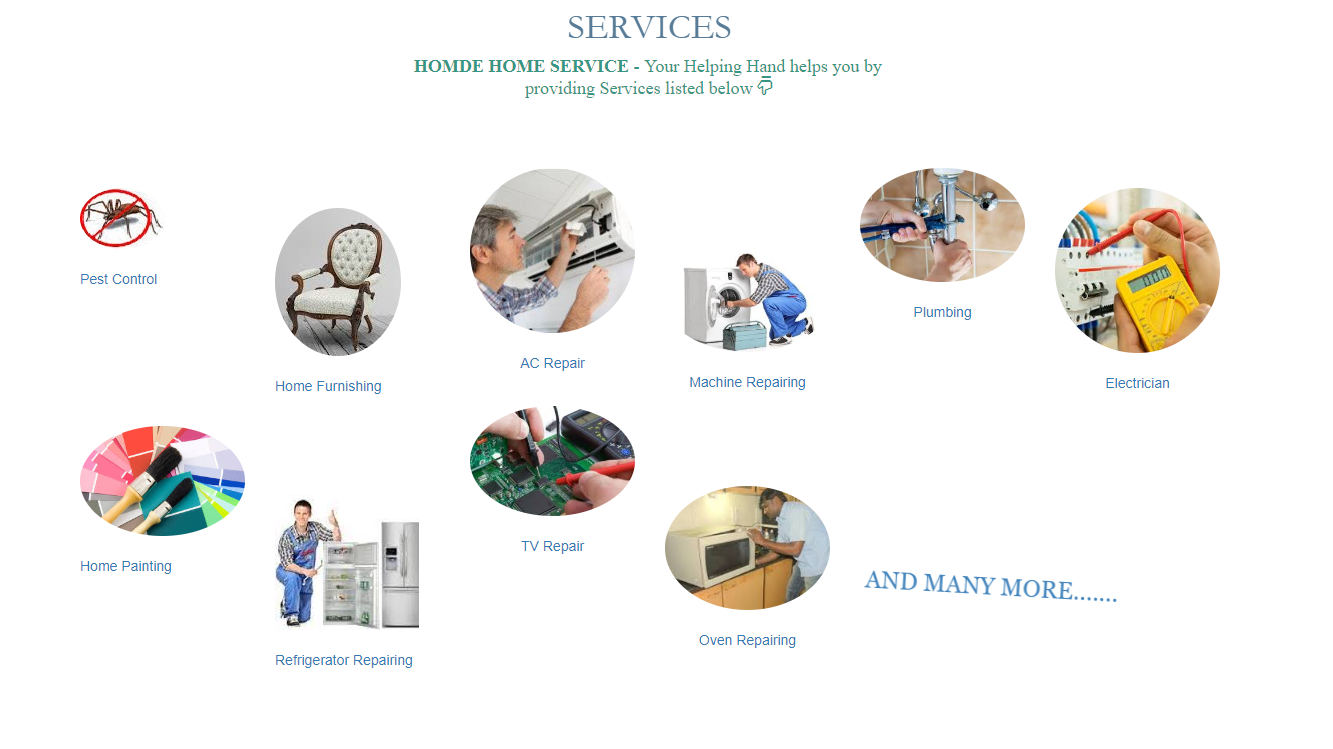 SERVICES
HOMDE HOME SERVICE - Your Helping Hand helps you by
providing Services listed below
Pest Control
Home Furnishing
AC Repair
Machine Repairing
Plumbing
Electrician
Home Painting
Refrigerator Repairing
TV Repair
Oven Repairing
AND MANY MORE.......